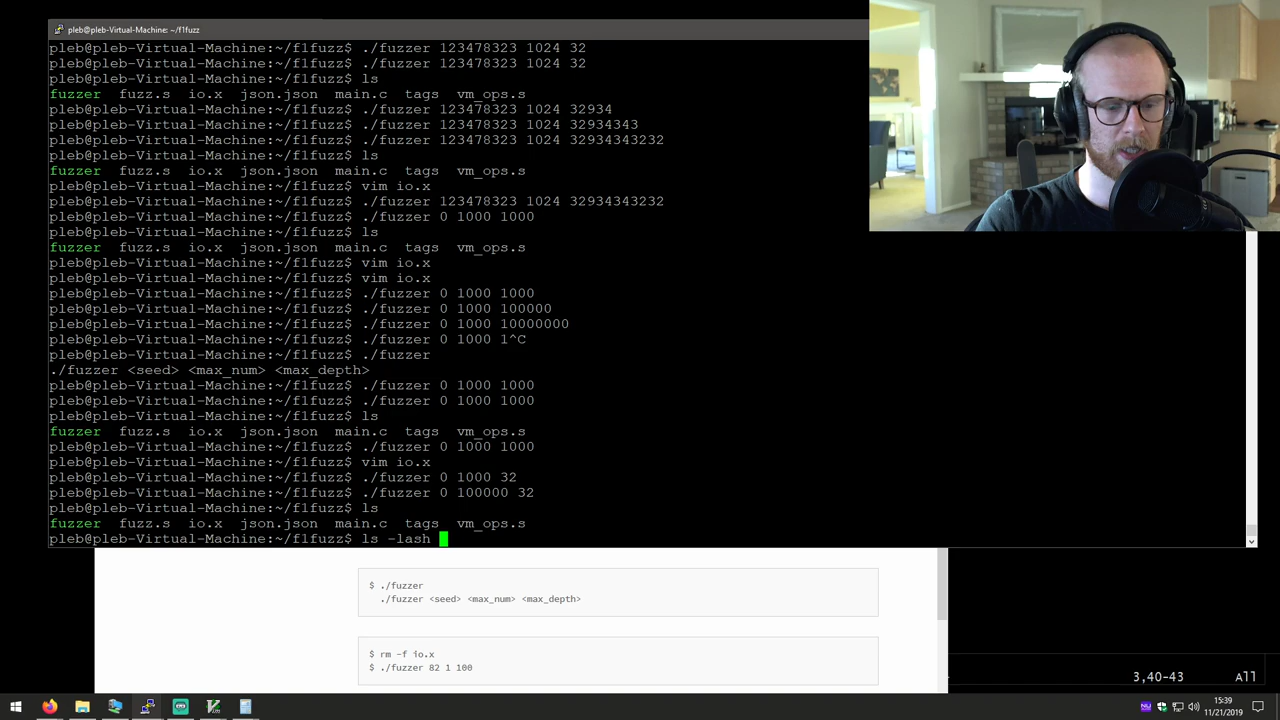 pleb@pleb-Virtual-Machine: ~/f1fuzz
pleb@pleb-Virtual-Machine:~/f1fuzz$ ./fuzzer 123478323 1024 32
pleb@pleb-Virtual-Machine:~/f1fuzz$ ./fuzzer 123478323 1024 32
pleb@pleb-Virtual-Machine:~/f1fuzz$ ls
fuzzer  fuzz.s  io.x  json.json  main.c  tags  vm_ops.s
pleb@pleb-Virtual-Machine:~/f1fuzz$ ./fuzzer 123478323 1024 32934
pleb@pleb-Virtual-Machine:~/f1fuzz$ ./fuzzer 123478323 1024 32934343
pleb@pleb-Virtual-Machine:~/f1fuzz$ ./fuzzer 123478323 1024 32934343232
pleb@pleb-Virtual-Machine:~/f1fuzz$ ls
fuzzer  fuzz.s  io.x  json.json  main.c  tags  vm_ops.s
pleb@pleb-Virtual-Machine:~/f1fuzz$ vim io.x
pleb@pleb-Virtual-Machine:~/f1fuzz$ ./fuzzer 123478323 1024 32934343232
pleb@pleb-Virtual-Machine:~/f1fuzz$ ./fuzzer 0 1000 1000
pleb@pleb-Virtual-Machine:~/f1fuzz$ ls
fuzzer  fuzz.s  io.x  json.json  main.c  tags  vm_ops.s
pleb@pleb-Virtual-Machine:~/f1fuzz$ vim io.x
pleb@pleb-Virtual-Machine:~/f1fuzz$ vim io.x
pleb@pleb-Virtual-Machine:~/f1fuzz$ ./fuzzer 0 1000 1000
pleb@pleb-Virtual-Machine:~/f1fuzz$ ./fuzzer 0 1000 100000
pleb@pleb-Virtual-Machine:~/f1fuzz$ ./fuzzer 0 1000 10000000
pleb@pleb-Virtual-Machine:~/f1fuzz$ ./fuzzer 0 1000 1^C
pleb@pleb-Virtual-Machine:~/f1fuzz$ ./fuzzer
./fuzzer <seed> <max_num> <max_depth>
pleb@pleb-Virtual-Machine:~/f1fuzz$ ./fuzzer 0 1000 1000
pleb@pleb-Virtual-Machine:~/f1fuzz$ ./fuzzer 0 1000 1000
pleb@pleb-Virtual-Machine:~/f1fuzz$ ls
fuzzer  fuzz.s  io.x  json.json  main.c  tags  vm_ops.s
pleb@pleb-Virtual-Machine:~/f1fuzz$ ./fuzzer 0 1000 1000
pleb@pleb-Virtual-Machine:~/f1fuzz$ vim io.x
pleb@pleb-Virtual-Machine:~/f1fuzz$ ./fuzzer 0 1000 32
pleb@pleb-Virtual-Machine:~/f1fuzz$ ./fuzzer 0 100000 32
pleb@pleb-Virtual-Machine:~/f1fuzz$ ls
fuzzer  fuzz.s  io.x  json.json  main.c  tags  vm_ops.s
pleb@pleb-Virtual-Machine:~/f1fuzz$ ls -lash
$ ./fuzzer
./fuzzer <seed> <max_num> <max_depth>
$ rm -f io.x
$ ./fuzzer 82 1 100
3,40-43 All
15:39
11/21/2019